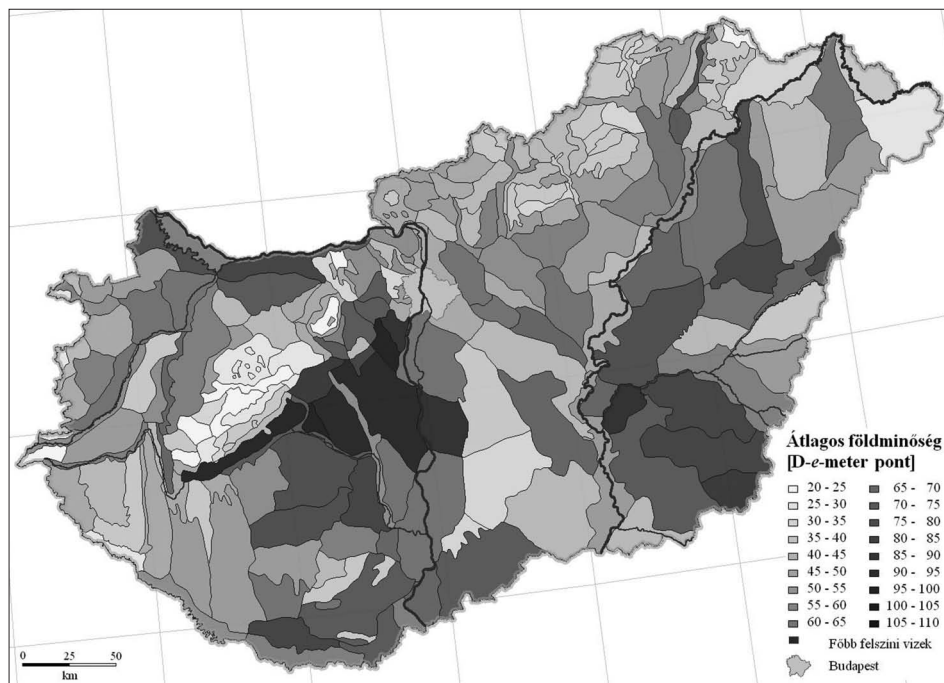 Átlagos földminőség
[D-e-meter pont]
20 - 25
25 - 30
30 - 35
35 - 40
40 - 45
45 - 50
50 - 55
55 - 60
60 - 65
65 - 70
70 - 75
75 - 80
80 - 85
85 - 90
90 - 95
95 - 100
100 - 105
105 - 110
Főbb felszíni vizek
Budapest
0 25 50
km